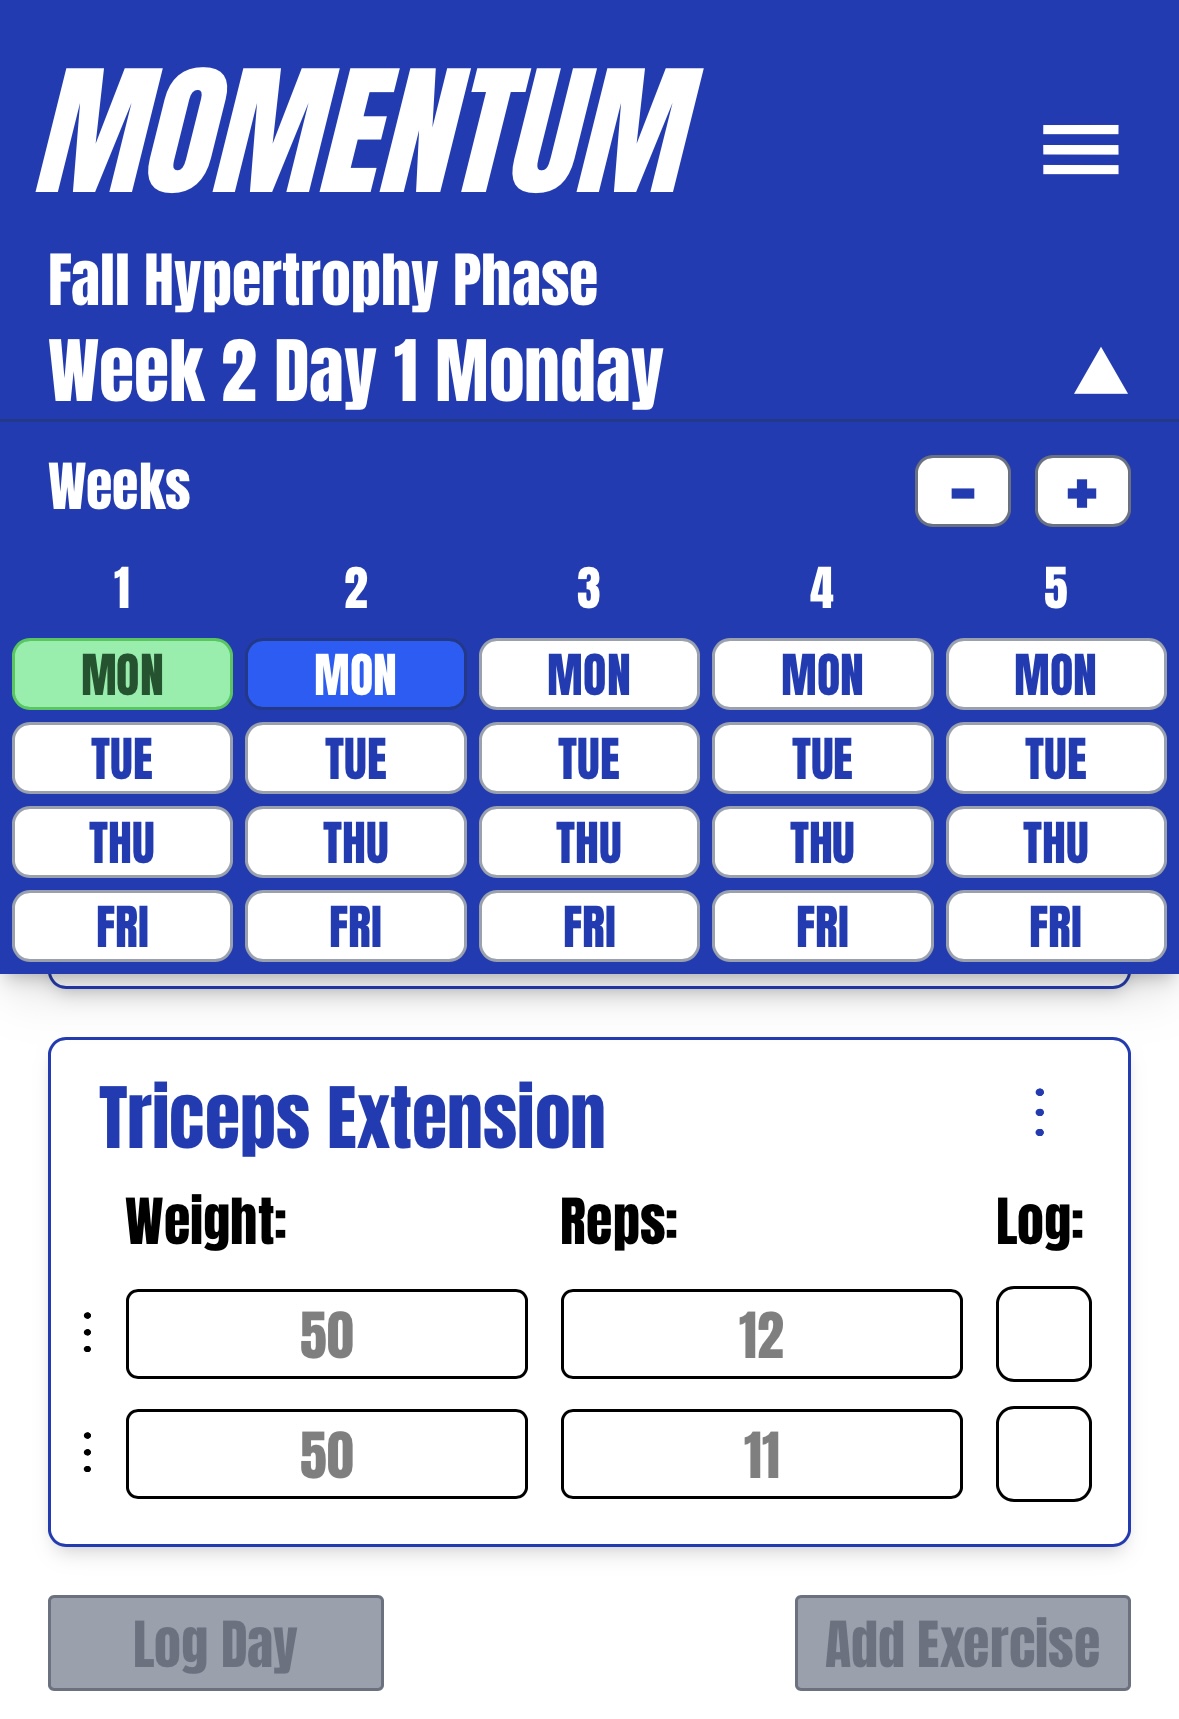 MOMENTUM
Fall Hypertrophy Phase
Week 2 Day 1 Monday
Weeks - +
1 2 3 4 5
MON MON MON MON MON
TUE TUE TUE TUE TUE
THU THU THU THU THU
FRI FRI FRI FRI FRI
Triceps Extension
Weight: Reps: Log:
50 12
50 11
Log Day Add Exercise